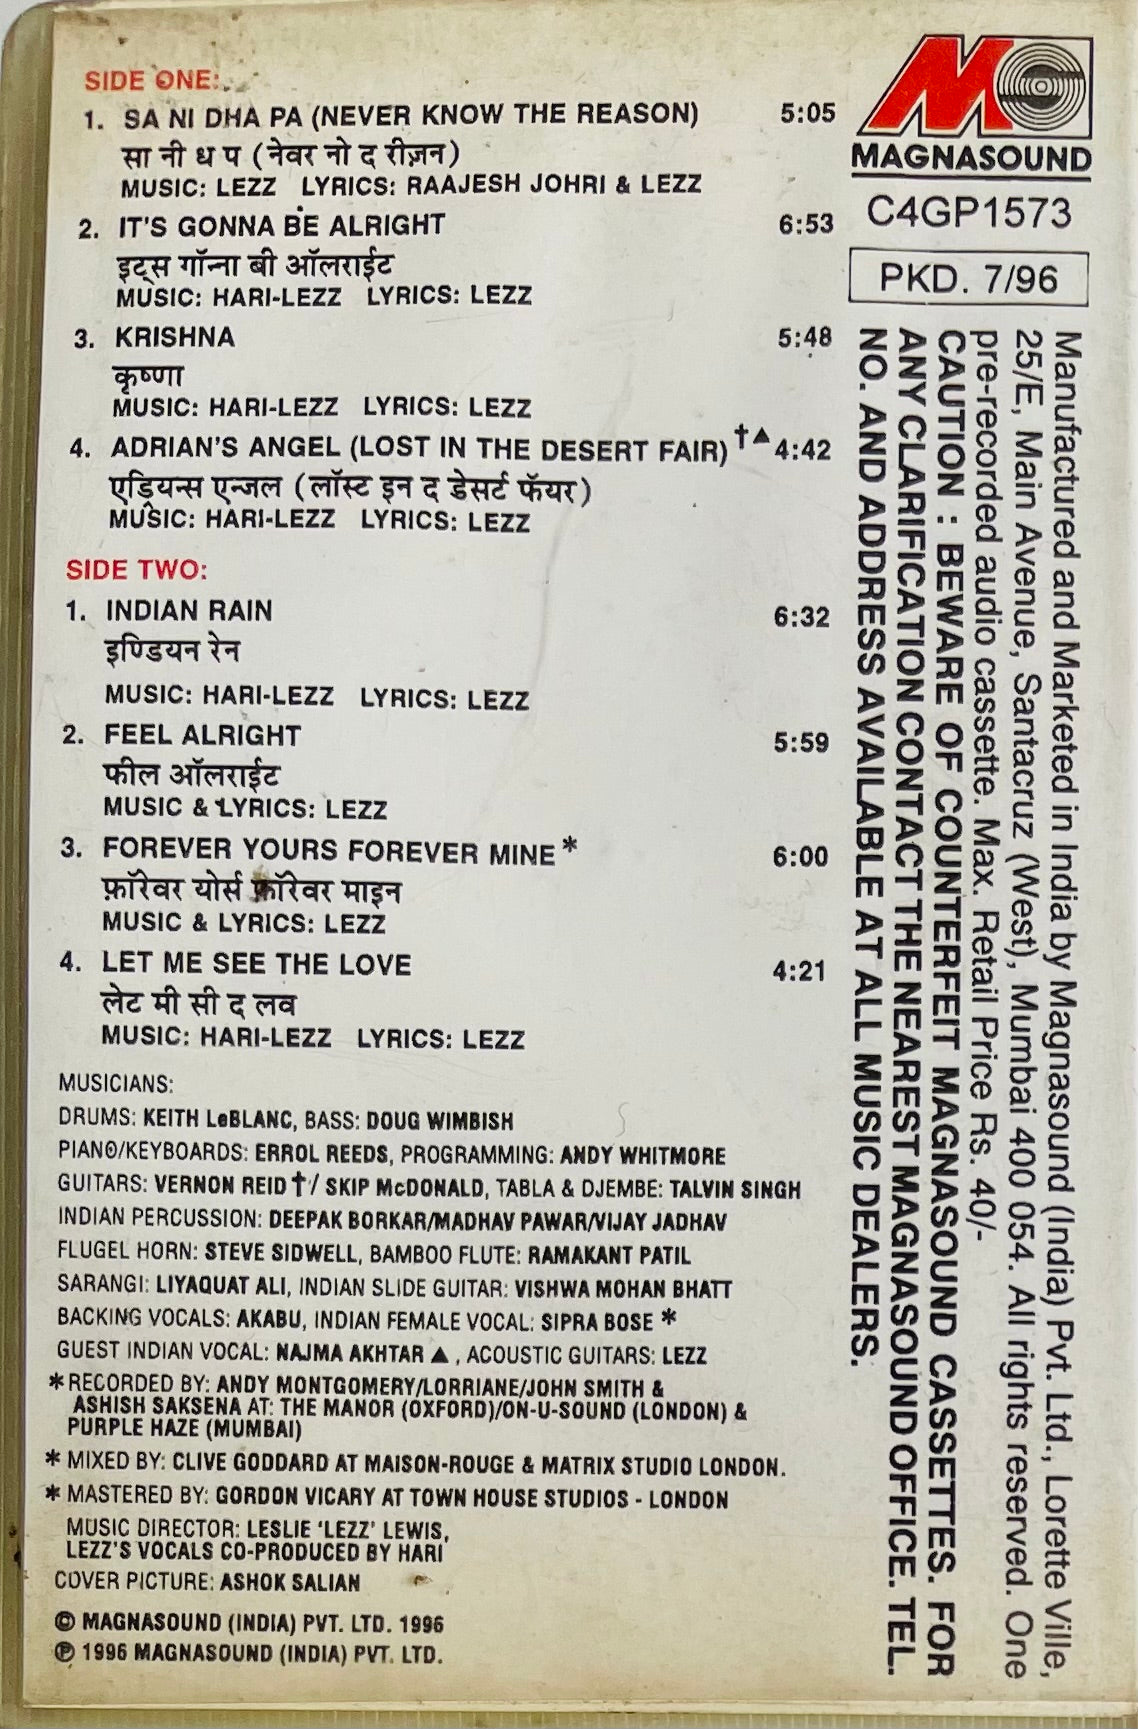 SIDE ONE:
1. SA NI DHA PA (NEVER KNOW THE REASON) 5:05
सा नी ध प (नेवर नो द रीज़न)
MUSIC: LEZZ LYRICS: RAAJESH JOHRI & LEZZ
2. IT'S GONNA BE ALRIGHT 6:53
इट्स गॉन्ना बी ऑलराईट
MUSIC: HARI-LEZZ LYRICS: LEZZ
3. KRISHNA 5:48
कृष्णा
MUSIC: HARI-LEZZ LYRICS: LEZZ
4. ADRIAN'S ANGEL (LOST IN THE DESERT FAIR) †▲ 4:42
एड्रियन्स एन्जल (लॉस्ट इन द डेसर्ट फॅयर)
MUSIC: HARI-LEZZ LYRICS: LEZZ
SIDE TWO:
1. INDIAN RAIN 6:32
इण्डियन रेन
MUSIC: HARI-LEZZ LYRICS: LEZZ
2. FEEL ALRIGHT 5:59
फील ऑलराईट
MUSIC & LYRICS: LEZZ
3. FOREVER YOURS FOREVER MINE * 6:00
फ़ॉरेवर योर्स फ़ॉरेवर माइन
MUSIC & LYRICS: LEZZ
4. LET ME SEE THE LOVE 4:21
लेट मी सी द लव
MUSIC: HARI-LEZZ LYRICS: LEZZ
MUSICIANS:
DRUMS: KEITH LeBLANC, BASS: DOUG WIMBISH
PIANO/KEYBOARDS: ERROL REEDS, PROGRAMMING: ANDY WHITMORE
GUITARS: VERNON REID † / SKIP McDONALD, TABLA & DJEMBE: TALVIN SINGH
INDIAN PERCUSSION: DEEPAK BORKAR/MADHAV PAWAR/VIJAY JADHAV
FLUGEL HORN: STEVE SIDWELL, BAMBOO FLUTE: RAMAKANT PATIL
SARANGI: LIYAQUAT ALI, INDIAN SLIDE GUITAR: VISHWA MOHAN BHATT
BACKING VOCALS: AKABU, INDIAN FEMALE VOCAL: SIPRA BOSE *
GUEST INDIAN VOCAL: NAJMA AKHTAR ▲ , ACOUSTIC GUITARS: LEZZ
* RECORDED BY: ANDY MONTGOMERY/LORRIANE/JOHN SMITH &
ASHISH SAKSENA AT: THE MANOR (OXFORD)/ON-U-SOUND (LONDON) &
PURPLE HAZE (MUMBAI)
* MIXED BY: CLIVE GODDARD AT MAISON-ROUGE & MATRIX STUDIO LONDON.
* MASTERED BY: GORDON VICARY AT TOWN HOUSE STUDIOS - LONDON
MUSIC DIRECTOR: LESLIE 'LEZZ' LEWIS,
LEZZ'S VOCALS CO-PRODUCED BY HARI
COVER PICTURE: ASHOK SALIAN
© MAGNASOUND (INDIA) PVT. LTD. 1996
℗ 1996 MAGNASOUND (INDIA) PVT. LTD.
MAGNASOUND
C4GP1573
PKD. 7/96
Manufactured and Marketed in India by Magnasound (India) Pvt. Ltd., Lorette Ville,
25/E, Main Avenue, Santacruz (West), Mumbai 400 054. All rights reserved. One
pre-recorded audio cassette. Max. Retail Price Rs. 40/-
CAUTION : BEWARE OF COUNTERFEIT MAGNASOUND CASSETTES. FOR
ANY CLARIFICATION CONTACT THE NEAREST MAGNASOUND OFFICE. TEL.
NO. AND ADDRESS AVAILABLE AT ALL MUSIC DEALERS.